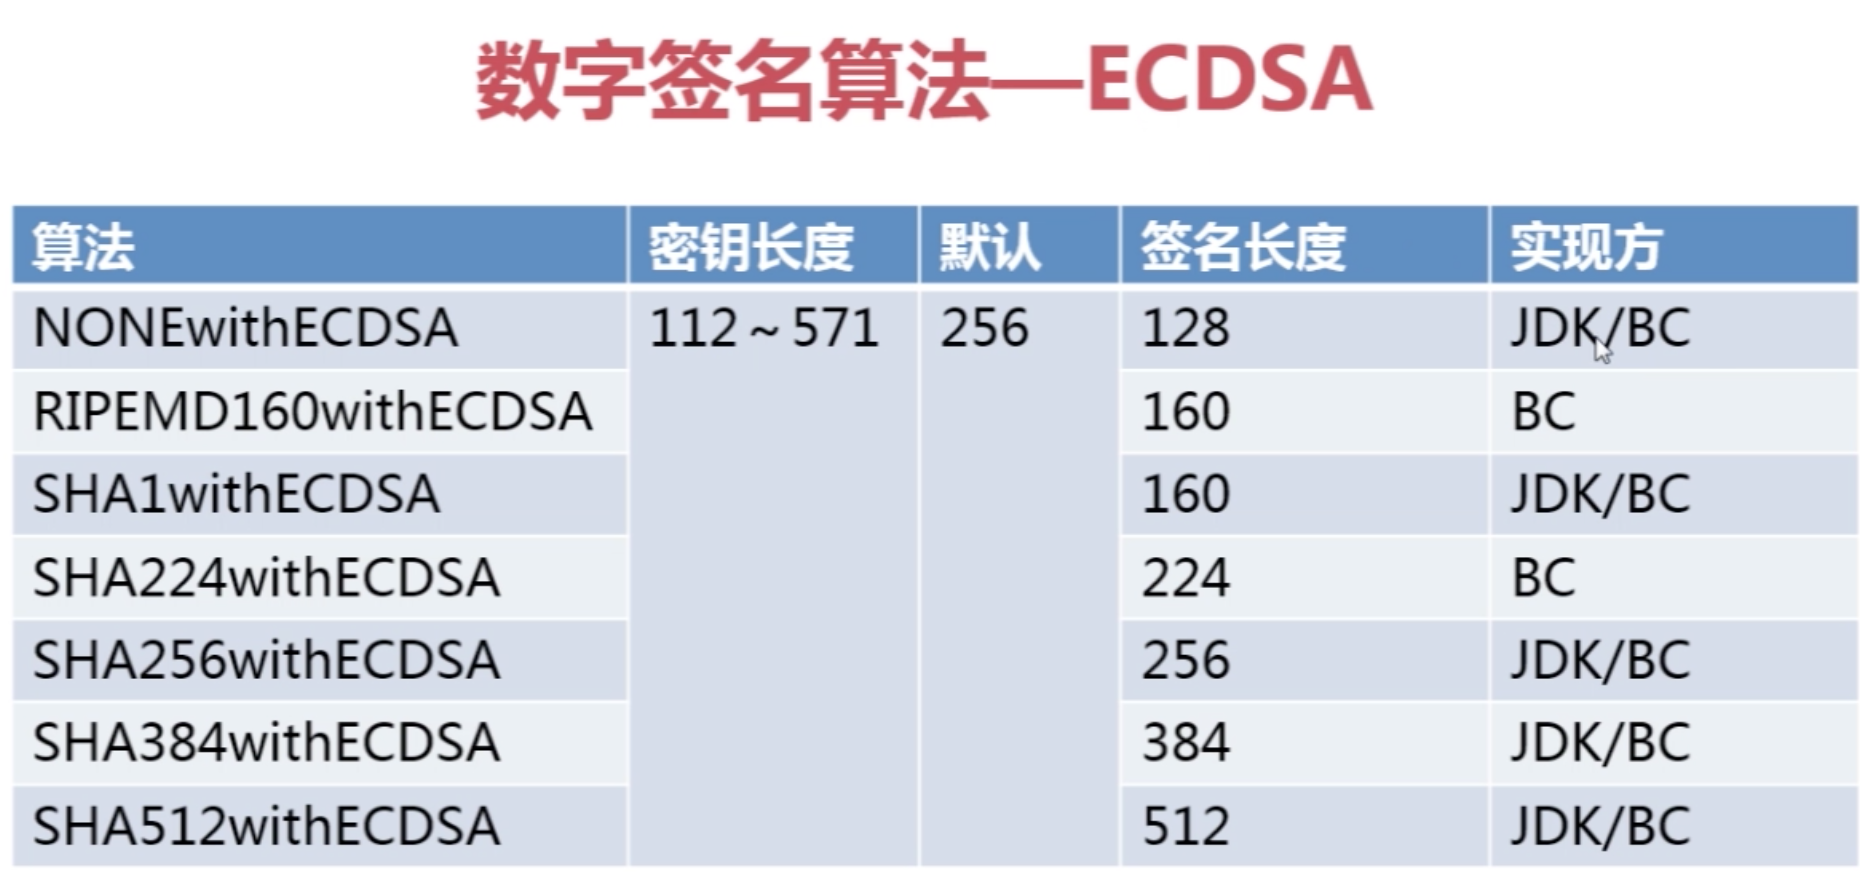 数字签名算法—ECDSA
算法 密钥长度 默认 签名长度 实现方
NONEwithECDSA 112~571 256 128 JDK/BC
RIPEMD160withECDSA 160 BC
SHA1withECDSA 160 JDK/BC
SHA224withECDSA 224 BC
SHA256withECDSA 256 JDK/BC
SHA384withECDSA 384 JDK/BC
SHA512withECDSA 512 JDK/BC